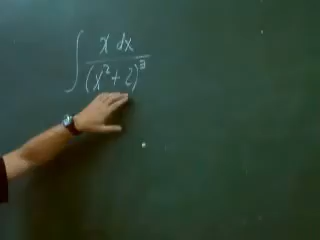 ∫ x dx / (x² + 2)³